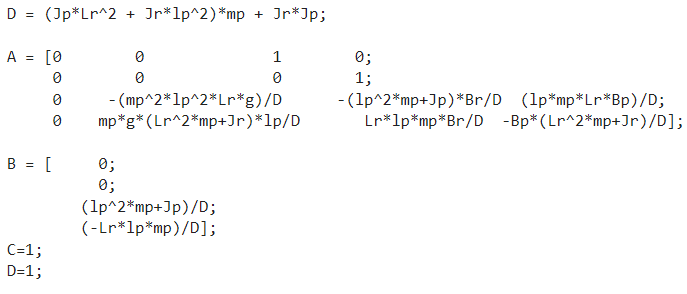 D = (Jp*Lr^2 + Jr*lp^2)*mp + Jr*Jp;
A = [0 0 1 0;
0 0 0 1;
0 -(mp^2*lp^2*Lr*g)/D -(lp^2*mp+Jp)*Br/D (lp*mp*Lr*Bp)/D;
0 mp*g*(Lr^2*mp+Jr)*lp/D Lr*lp*mp*Br/D -Bp*(Lr^2*mp+Jr)/D];
B = [ 0;
0;
(lp^2*mp+Jp)/D;
(-Lr*lp*mp)/D];
C=1;
D=1;